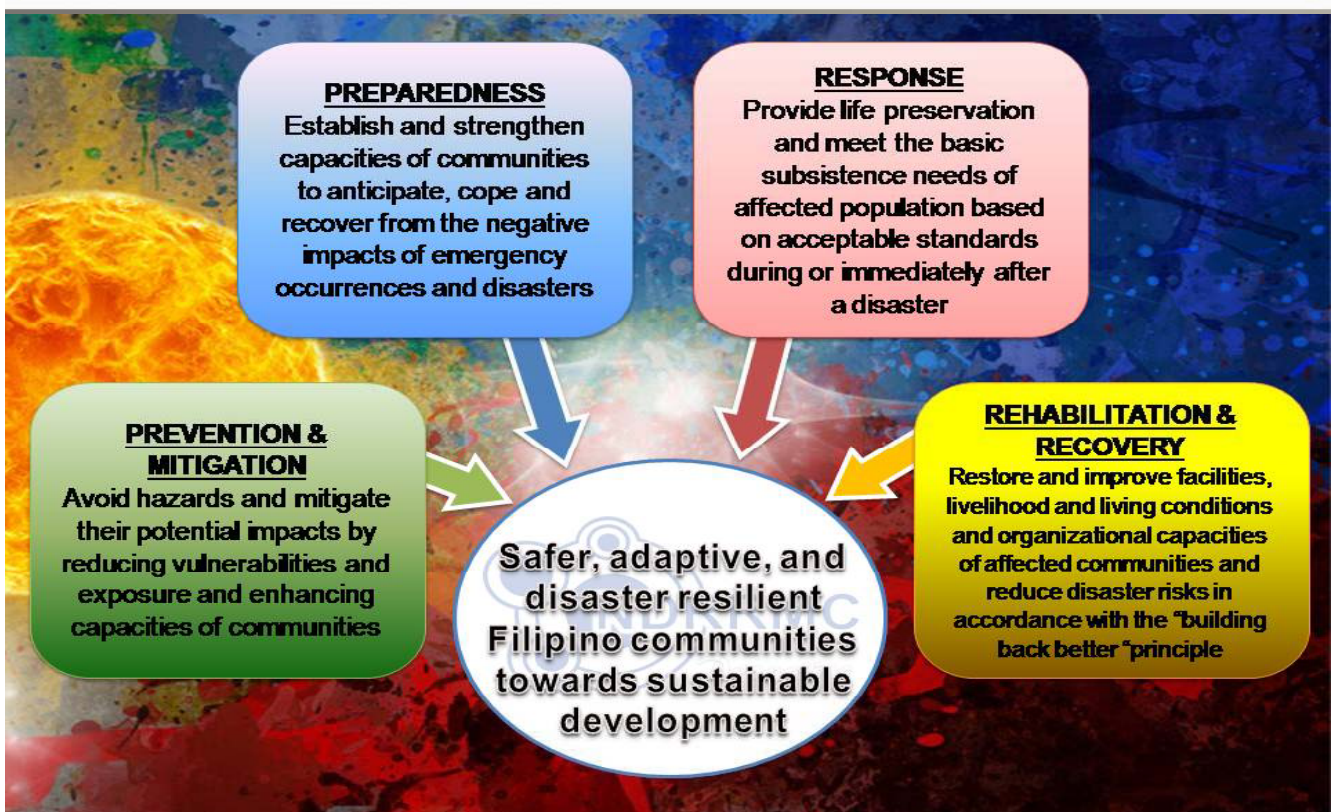 PREPAREDNESS
Establish and strengthen
capacities of communities
to anticipate, cope and
recover from the negative
impacts of emergency
occurrences and disasters
RESPONSE
Provide life preservation
and meet the basic
subsistence needs of
affected population based
on acceptable standards
during or immediately after
a disaster
PREVENTION &
MITIGATION
Avoid hazards and mitigate
their potential impacts by
reducing vulnerabilities and
exposure and enhancing
capacities of communities
REHABILITATION &
RECOVERY
Restore and improve facilities,
livelihood and living conditions
and organizational capacities
of affected communities and
reduce disaster risks in
accordance with the "building
back better "principle
Safer, adaptive, and
disaster resilient
Filipino communities
towards sustainable
development
NDRRMC